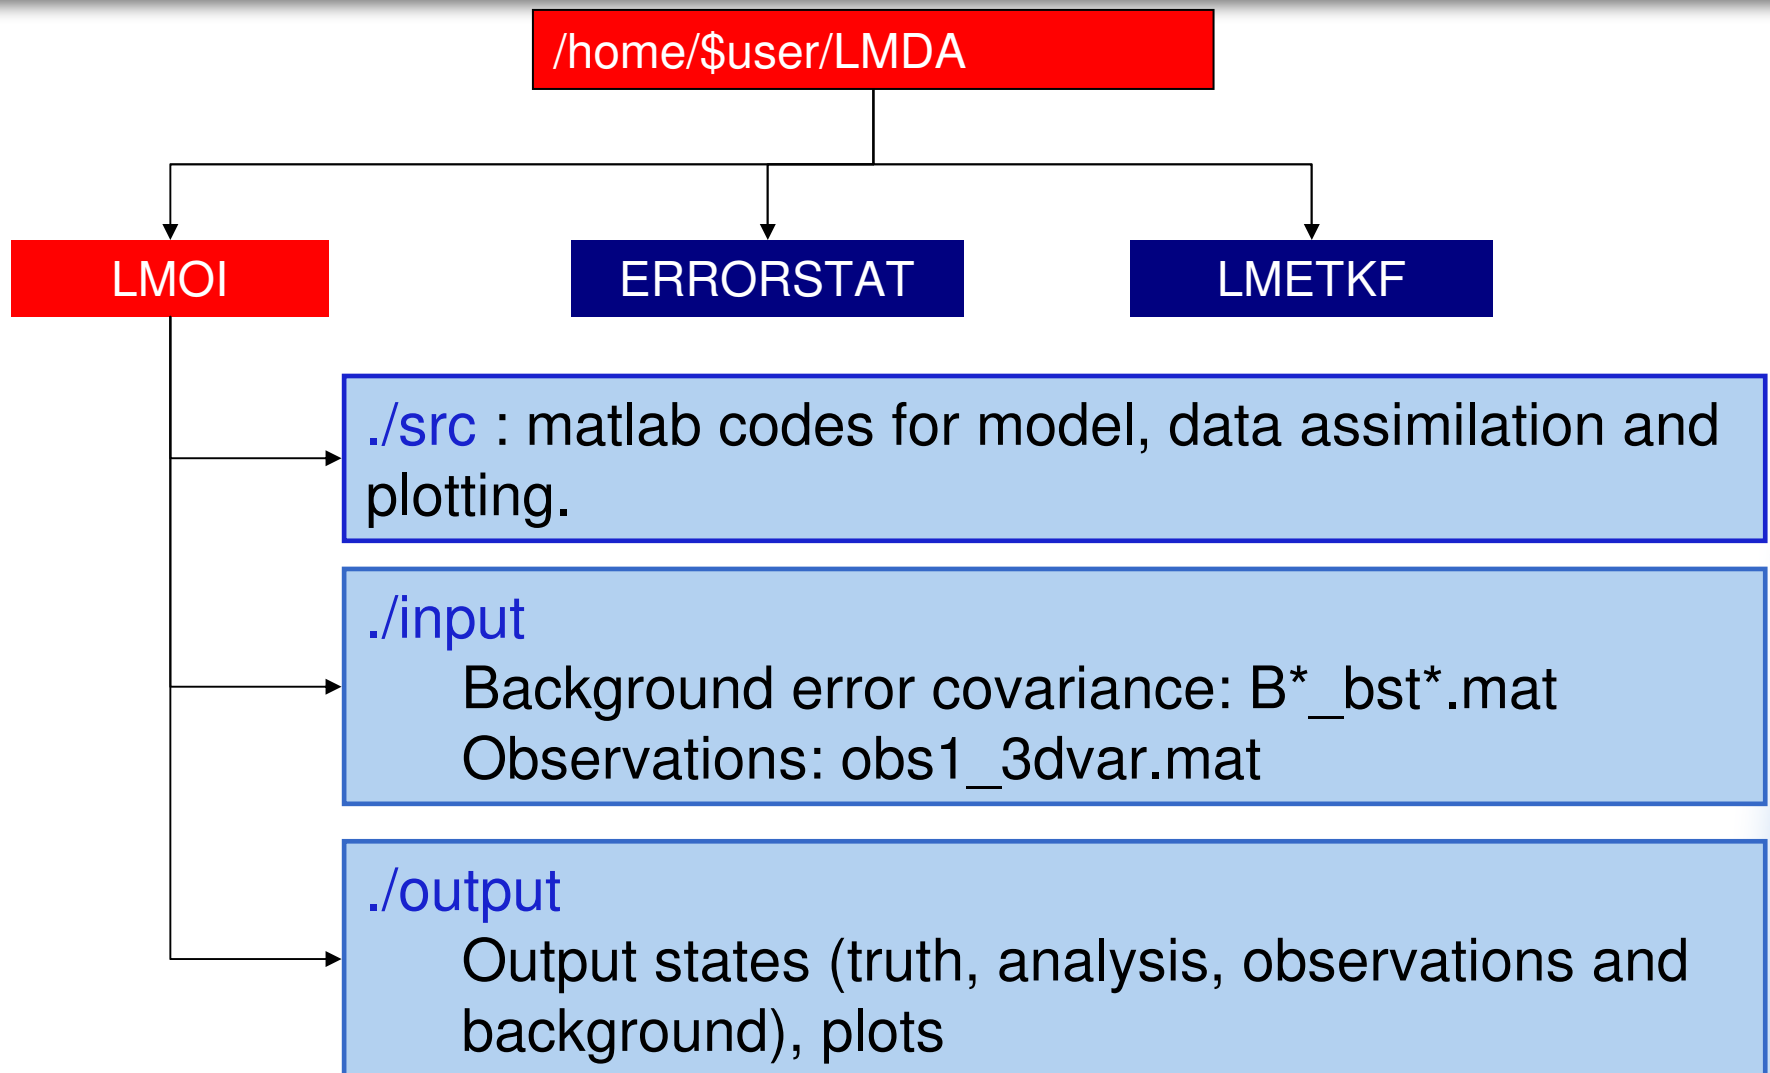 /home/$user/LMDA
LMOI
ERRORSTAT
LMETKF
./src : matlab codes for model, data assimilation and
plotting.
./input
Background error covariance: B*_bst*.mat
Observations: obs1_3dvar.mat
./output
Output states (truth, analysis, observations and
background), plots